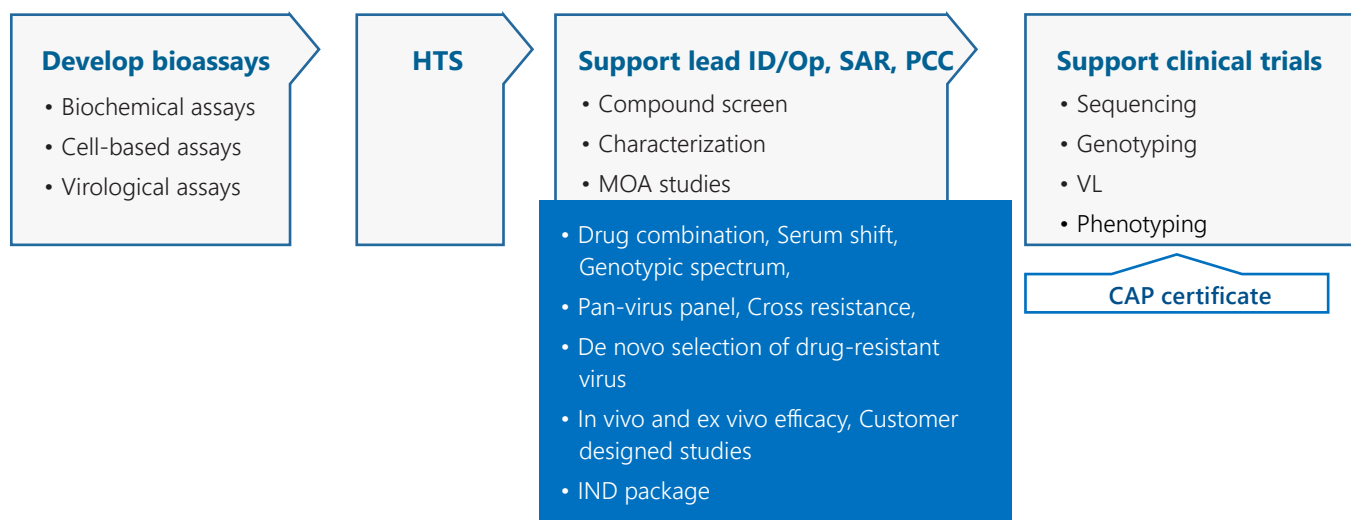 Develop bioassays
• Biochemical assays
• Cell-based assays
• Virological assays
HTS
Support lead ID/Op, SAR, PCC
• Compound screen
• Characterization
• MOA studies
• Drug combination, Serum shift,
Genotypic spectrum,
• Pan-virus panel, Cross resistance,
• De novo selection of drug-resistant
virus
• In vivo and ex vivo efficacy, Customer
designed studies
• IND package
Support clinical trials
• Sequencing
• Genotyping
• VL
• Phenotyping
CAP certificate